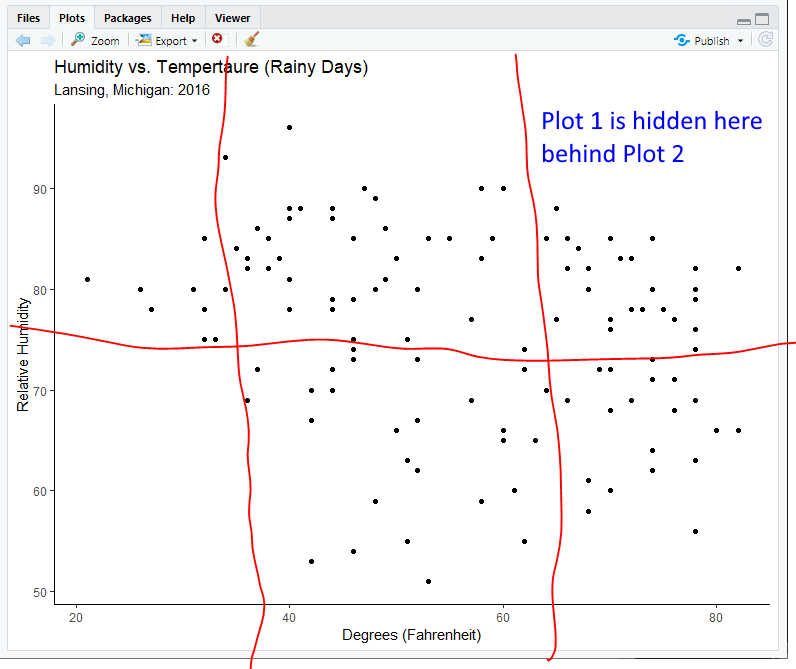 Files Plots Packages Help Viewer
Zoom Export Publish
Humidity vs. Tempertaure (Rainy Days)
Lansing, Michigan: 2016
Plot 1 is hidden here
behind Plot 2
Relative Humidity
90
80
70
60
50
20 40 60 80
Degrees (Fahrenheit)